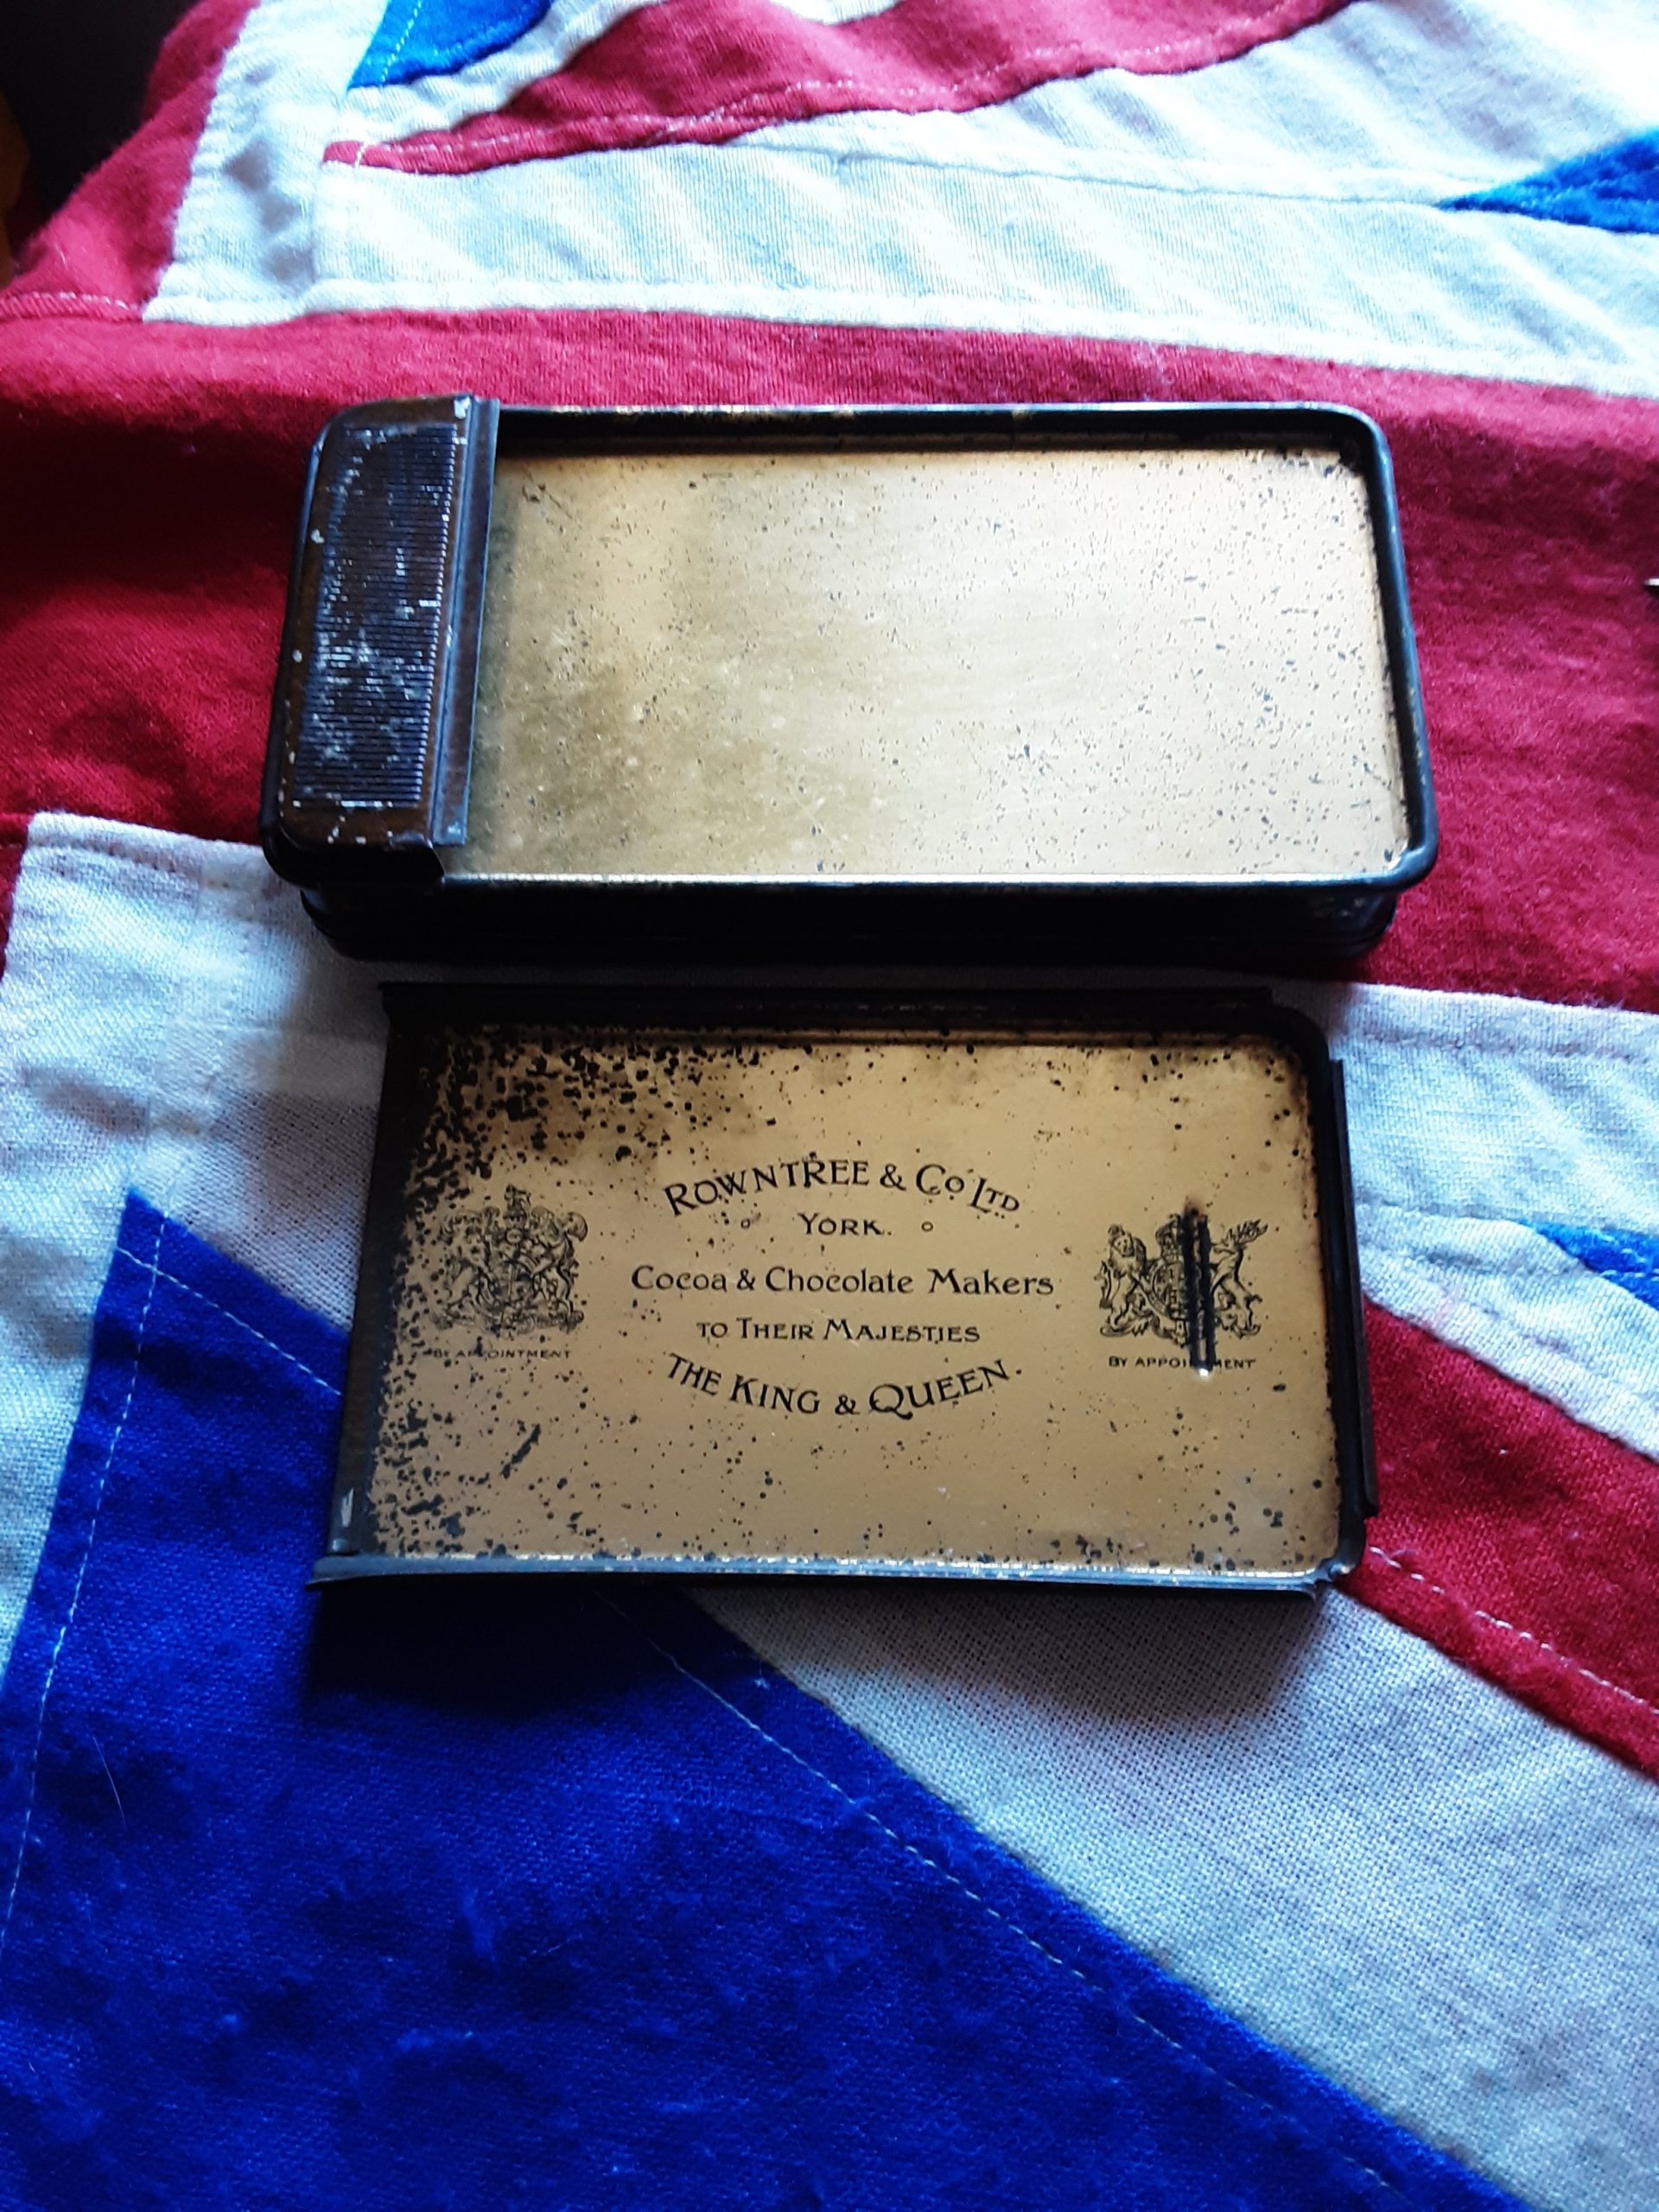 ROWNTREE & CO LTD
YORK.
Cocoa & Chocolate Makers
TO THEIR MAJESTIES
THE KING & QUEEN.
BY APPOINTMENT
BY APPOINTMENT